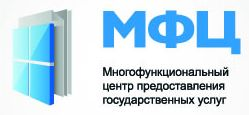 МФЦ
Многофункциональный
центр предоставления
государственных услуг